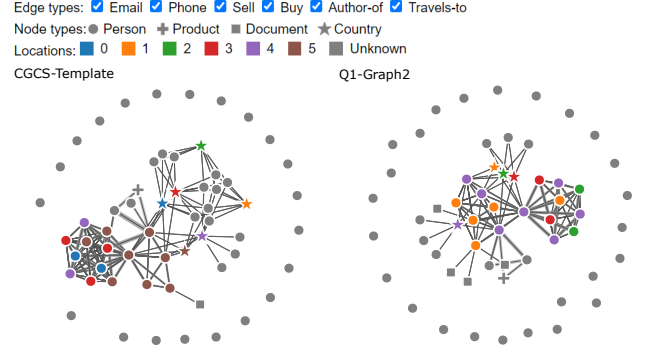 Edge types: Email Phone Sell Buy Author-of Travels-to
Node types: Person Product Document Country
Locations: 0 1 2 3 4 5 Unknown
CGCS-Template Q1-Graph2